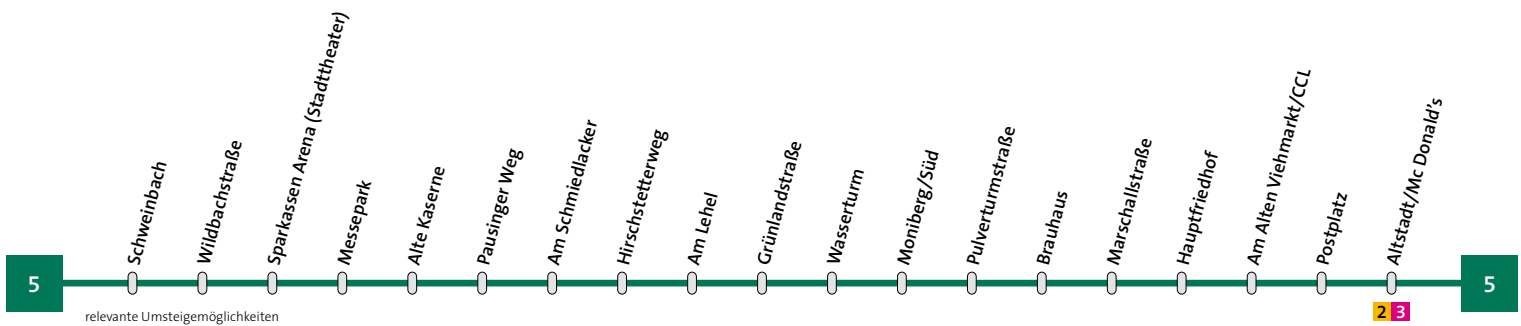 5
Schweinbach
Wildbachstraße
Sparkassen Arena (Stadttheater)
Messepark
Alte Kaserne
Pausinger Weg
Am Schmiedlacker
Hirschstetterweg
Am Lehel
Grünlandstraße
Wasserturm
Moniberg/Süd
Pulverturmstraße
Brauhaus
Marschallstraße
Hauptfriedhof
Am Alten Viehmarkt/CCL
Postplatz
Altstadt/Mc Donald's
5
relevante Umsteigemöglichkeiten
2 3